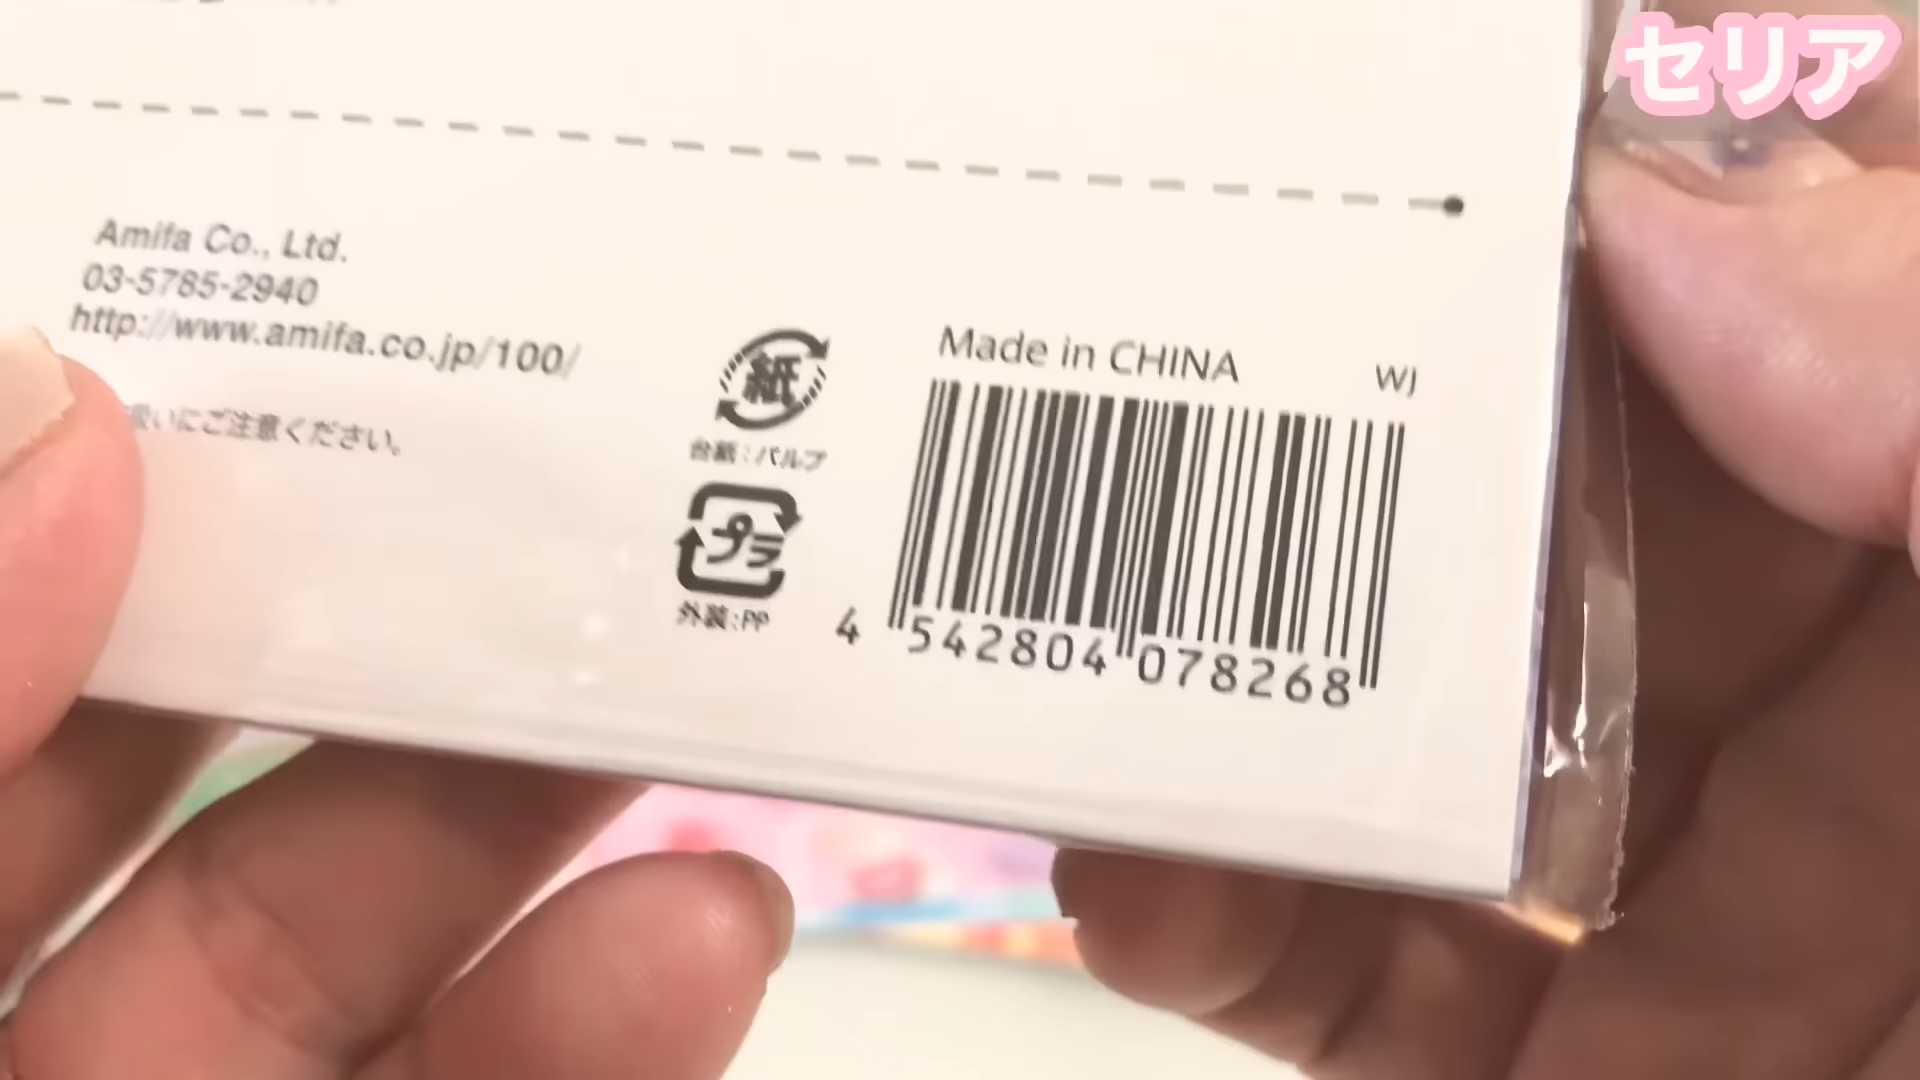 セリア
Amifa Co., Ltd.
03-5785-2940
http://www.amifa.co.jp/100/
扱いにご注意ください。
紙
台紙：パルプ
プラ
外装：PP
Made in CHINA
WJ
4 542804 078268